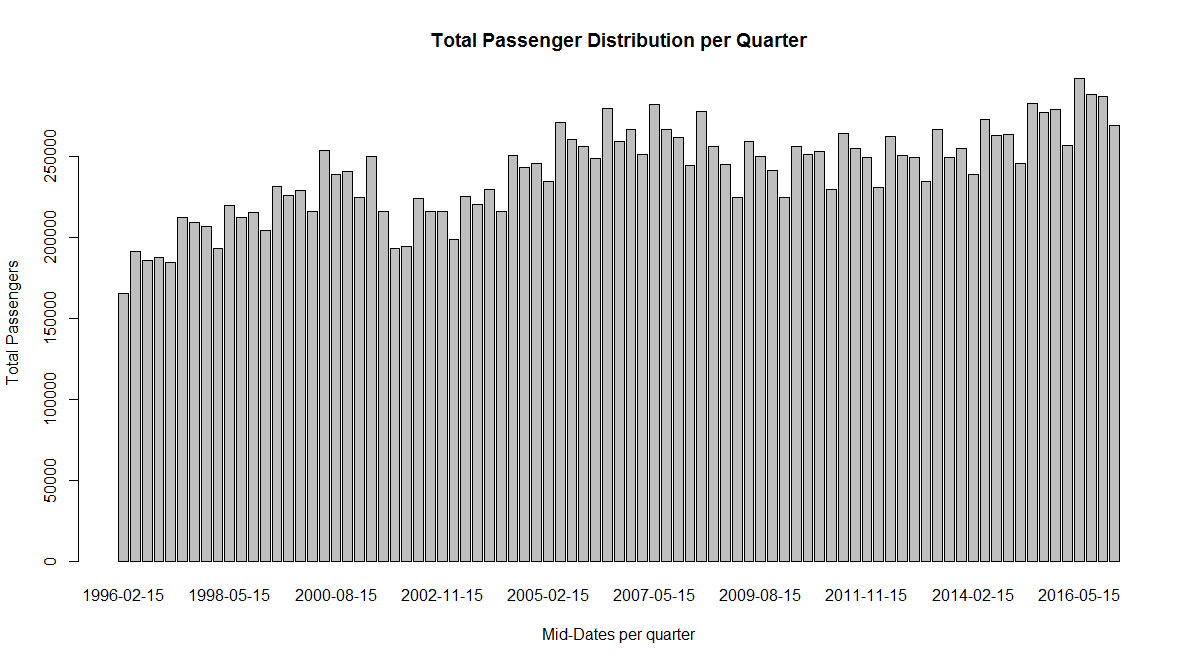 Total Passenger Distribution per Quarter
Total Passengers
250000
200000
150000
100000
50000
0
1996-02-15 1998-05-15 2000-08-15 2002-11-15 2005-02-15 2007-05-15 2009-08-15 2011-11-15 2014-02-15 2016-05-15
Mid-Dates per quarter